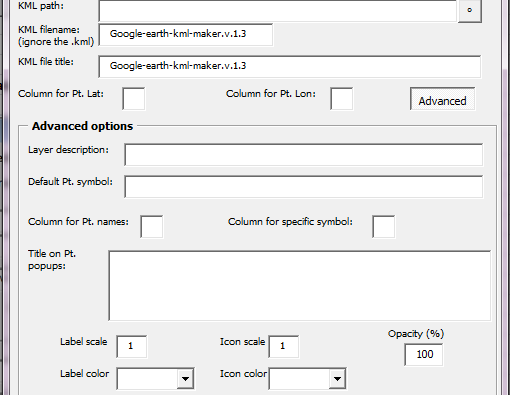 KML path:
KML filename: Google-earth-kml-maker.v.1.3
(ignore the .kml)
KML file title: Google-earth-kml-maker.v.1.3
Column for Pt. Lat: Column for Pt. Lon: Advanced
Advanced options
Layer description:
Default Pt. symbol:
Column for Pt. names: Column for specific symbol:
Title on Pt.
popups:
Label scale 1 Icon scale 1 Opacity (%)
100
Label color Icon color